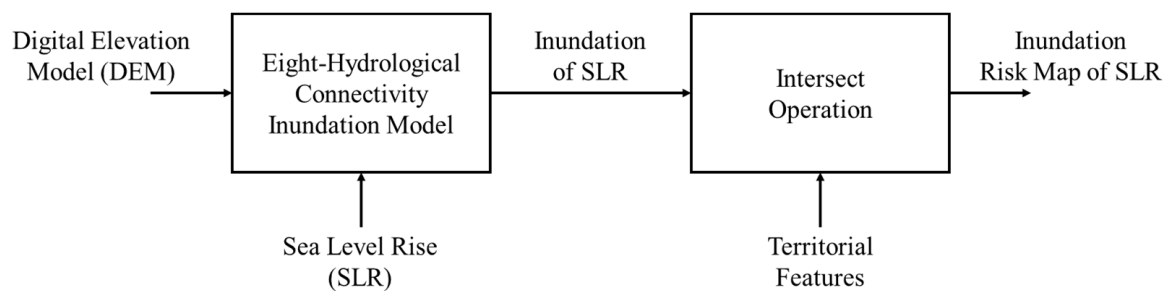 Digital Elevation
Model (DEM)
Eight-Hydrological
Connectivity
Inundation Model
Inundation
of SLR
Intersect
Operation
Inundation
Risk Map of SLR
Sea Level Rise
(SLR)
Territorial
Features